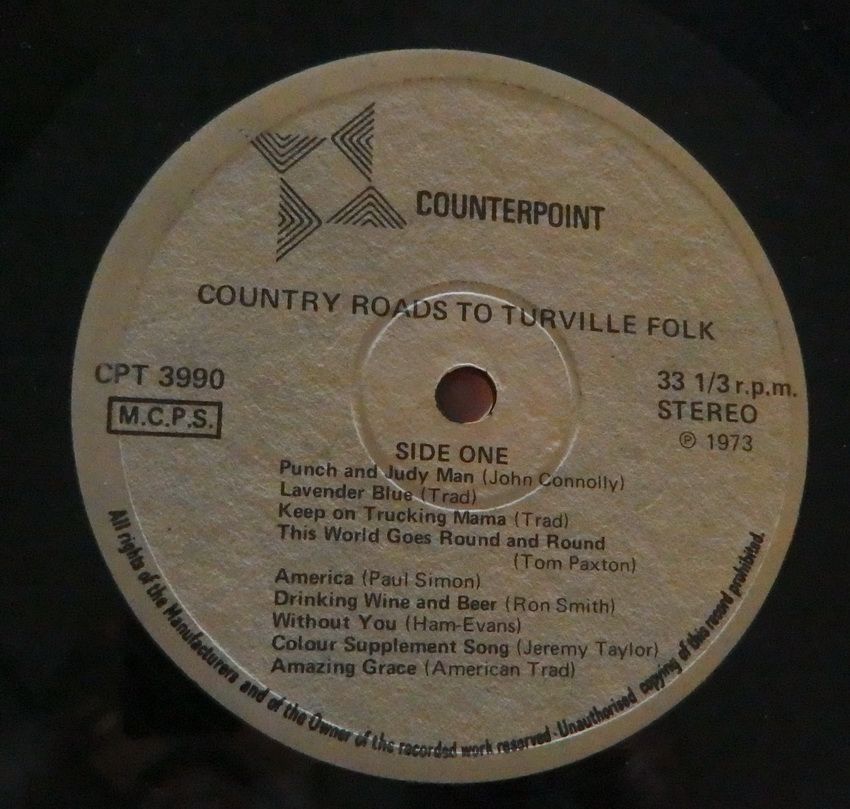 COUNTERPOINT
COUNTRY ROADS TO TURVILLE FOLK
CPT 3990
M.C.P.S.
33 1/3 r.p.m.
STEREO
℗ 1973
SIDE ONE
Punch and Judy Man (John Connolly)
Lavender Blue (Trad)
Keep on Trucking Mama (Trad)
This World Goes Round and Round
(Tom Paxton)
America (Paul Simon)
Drinking Wine and Beer (Ron Smith)
Without You (Ham-Evans)
Colour Supplement Song (Jeremy Taylor)
Amazing Grace (American Trad)
All rights of the Manufacturers and of the Owner of the recorded work reserved - Unauthorised copying of this record prohibited.